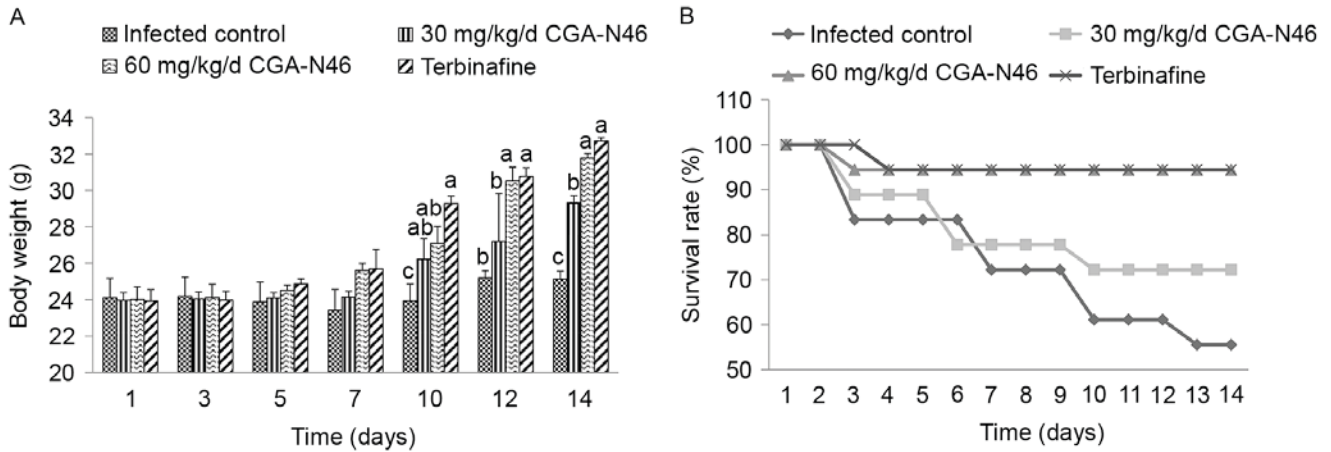 A
Infected control 30 mg/kg/d CGA-N46
60 mg/kg/d CGA-N46 Terbinafine
34
32
30
28
26
24
22
20
Body weight (g)
c ab ab a
b b a a
c b a a
1 3 5 7 10 12 14
Time (days)
B
Infected control 30 mg/kg/d CGA-N46
60 mg/kg/d CGA-N46 Terbinafine
110
100
90
80
70
60
50
Survival rate (%)
1 2 3 4 5 6 7 8 9 10 11 12 13 14
Time (days)